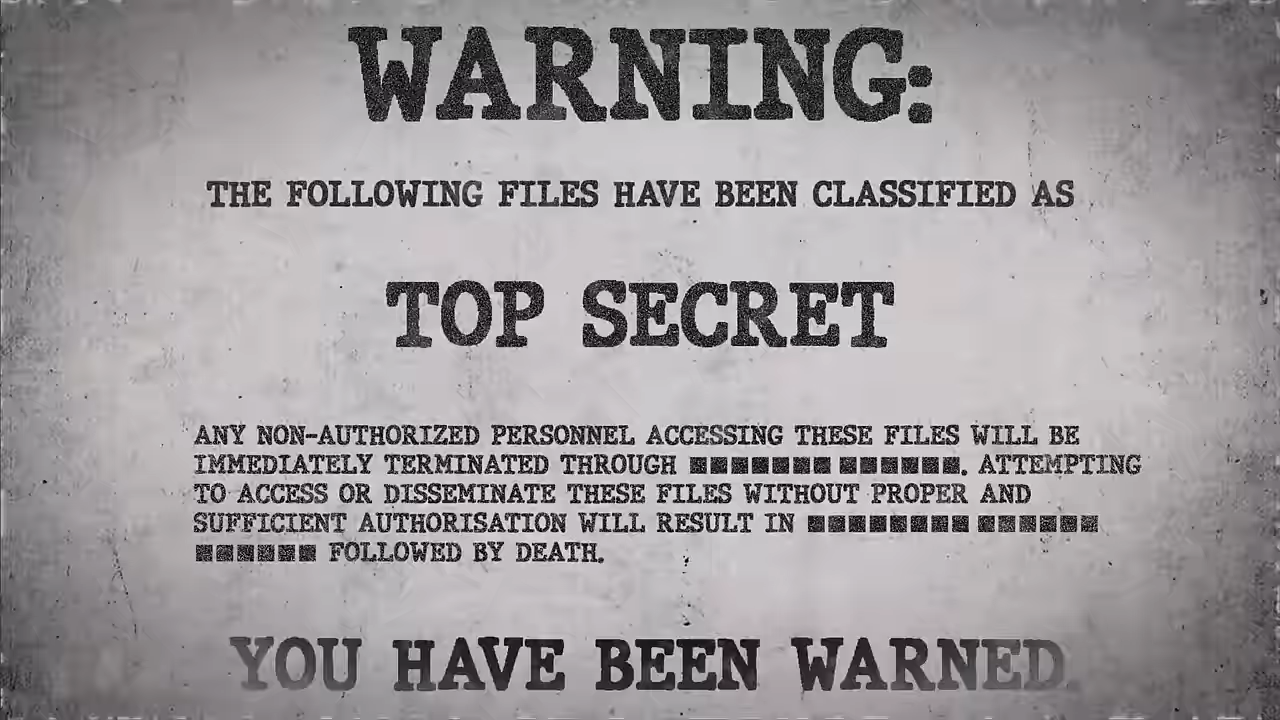 WARNING:
THE FOLLOWING FILES HAVE BEEN CLASSIFIED AS
TOP SECRET
ANY NON-AUTHORIZED PERSONNEL ACCESSING THESE FILES WILL BE
IMMEDIATELY TERMINATED THROUGH ■■■■■■■ ■■■■■■. ATTEMPTING
TO ACCESS OR DISSEMINATE THESE FILES WITHOUT PROPER AND
SUFFICIENT AUTHORISATION WILL RESULT IN ■■■■■■■■ ■■■■■■
■■■■■■ FOLLOWED BY DEATH.
YOU HAVE BEEN WARNED.